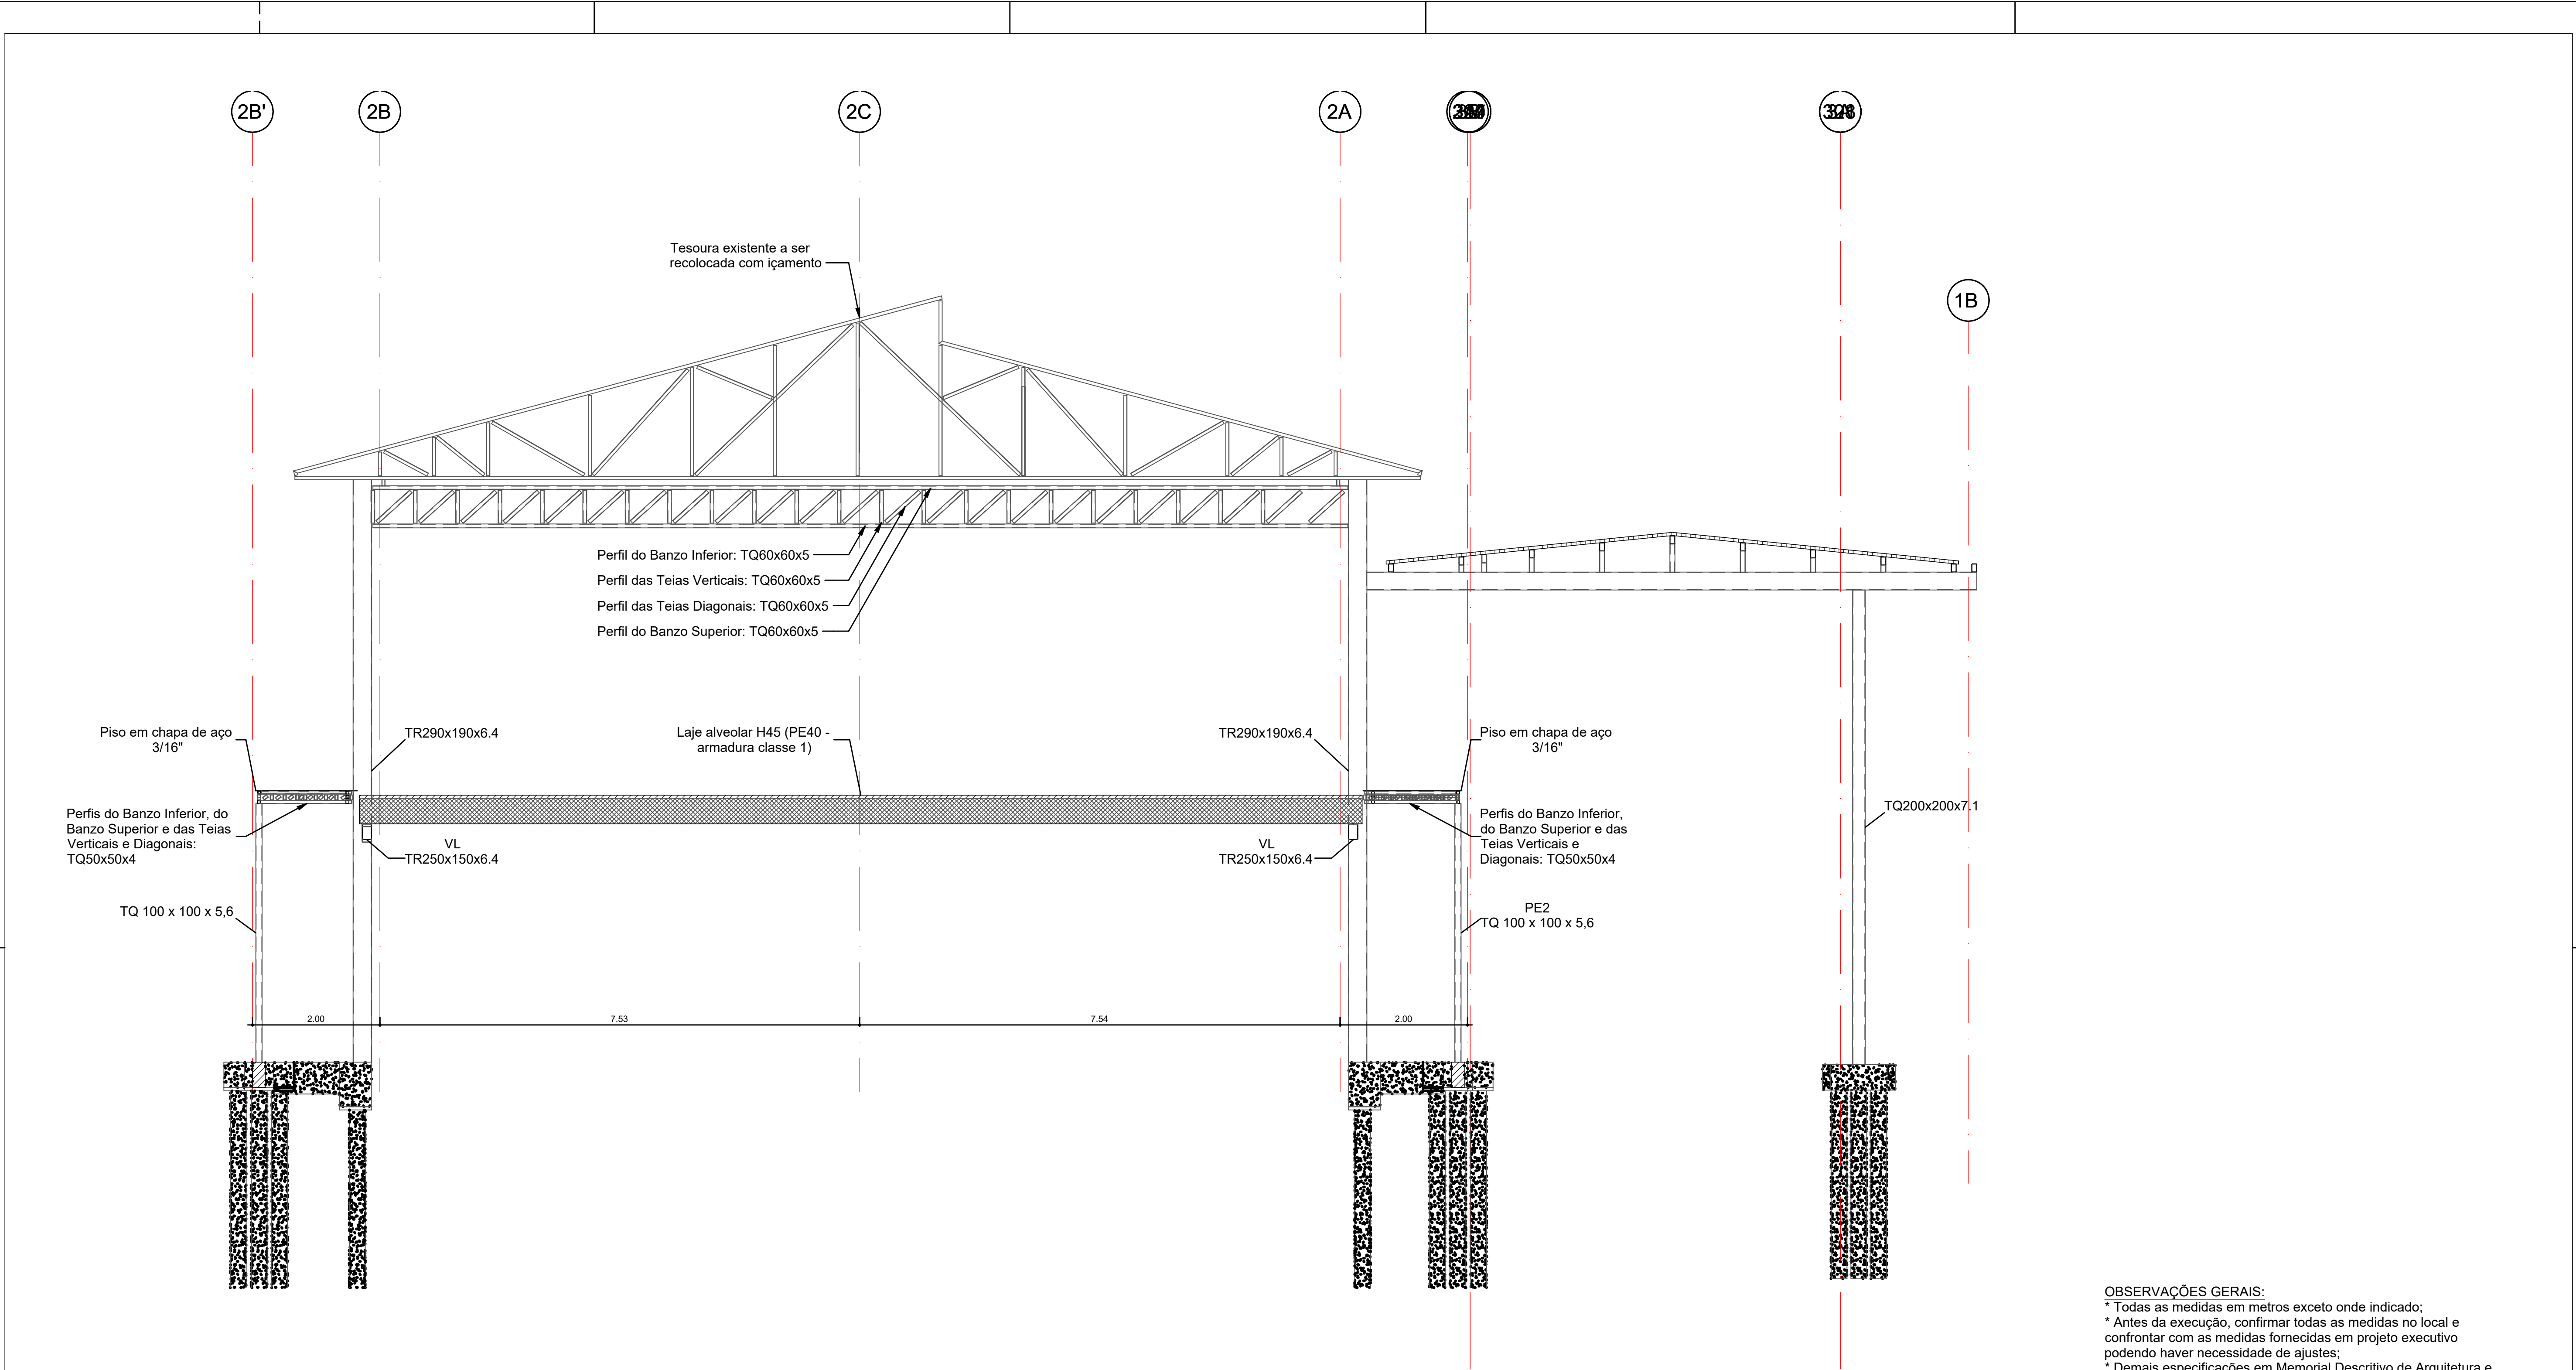 2B'
2B
2C
2A
1B
Tesoura existente a ser
recolocada com içamento
Perfil do Banzo Inferior: TQ60x60x5
Perfil das Teias Verticais: TQ60x60x5
Perfil das Teias Diagonais: TQ60x60x5
Perfil do Banzo Superior: TQ60x60x5
Piso em chapa de aço
3/16"
TR290x190x6.4
Laje alveolar H45 (PE40 -
armadura classe 1)
TR290x190x6.4
Piso em chapa de aço
3/16"
Perfis do Banzo Inferior, do
Banzo Superior e das Teias
Verticais e Diagonais:
TQ50x50x4
VL
TR250x150x6.4
VL
TR250x150x6.4
Perfis do Banzo Inferior,
do Banzo Superior e das
Teias Verticais e
Diagonais: TQ50x50x4
TQ200x200x7.1
TQ 100 x 100 x 5,6
PE2
TQ 100 x 100 x 5,6
2.00
7.53
7.54
2.00
OBSERVAÇÕES GERAIS:
* Todas as medidas em metros exceto onde indicado;
* Antes da execução, confirmar todas as medidas no local e
confrontar com as medidas fornecidas em projeto executivo
podendo haver necessidade de ajustes;
* Demais especificações em Memorial Descritivo de Arquitetura e